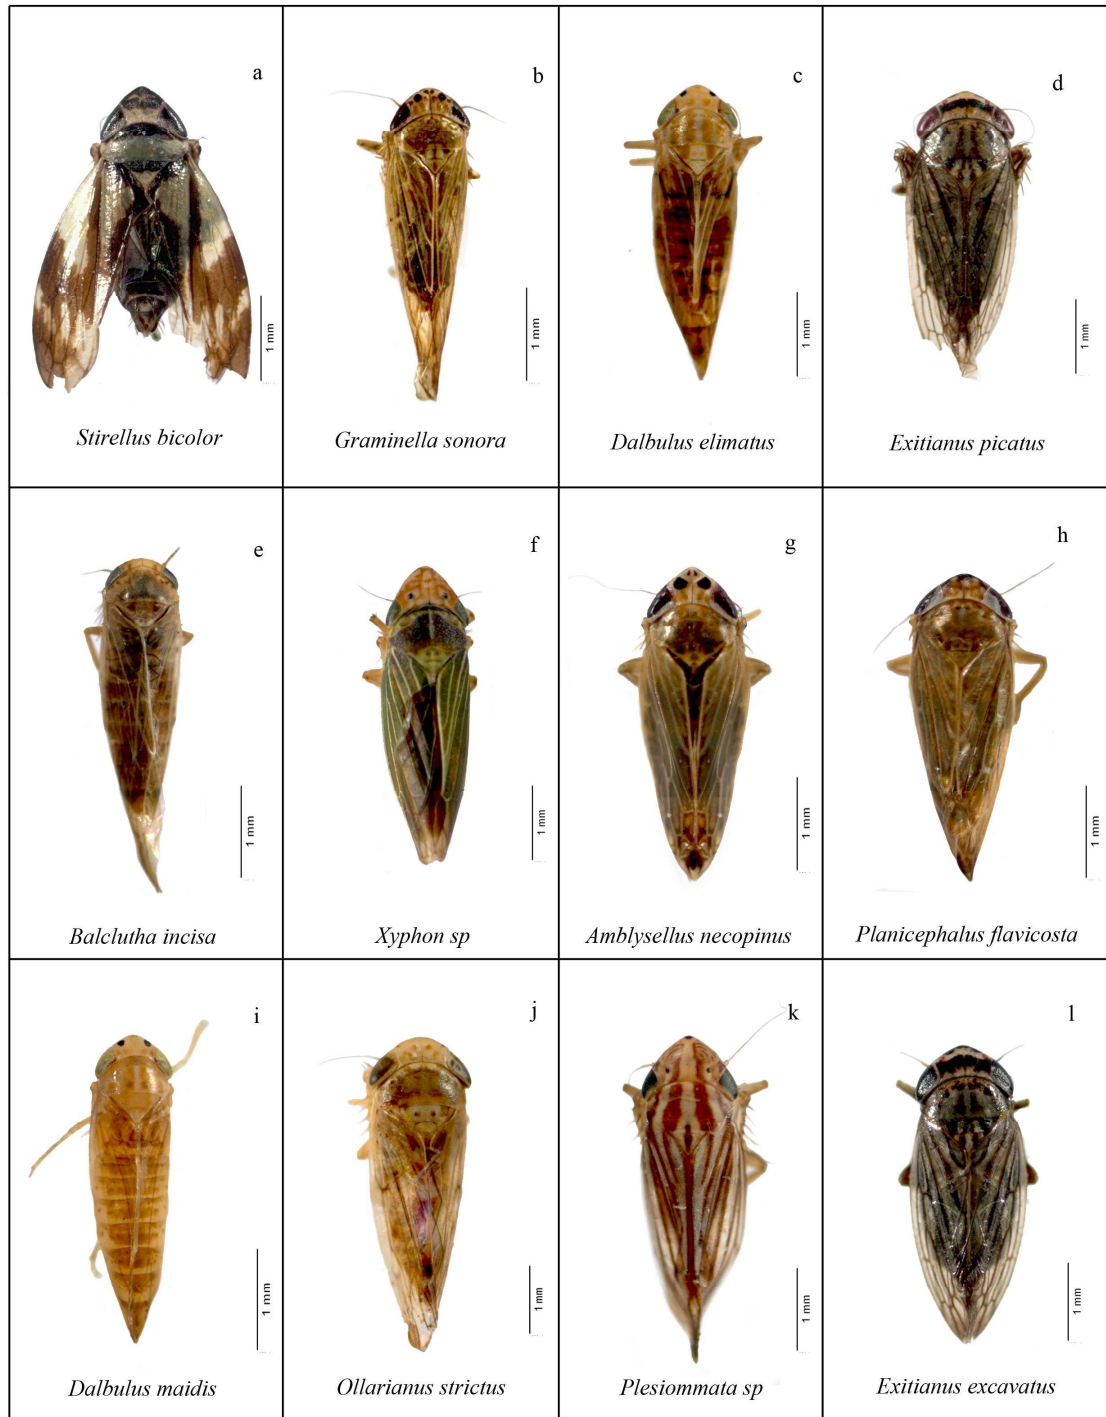 a
1 mm
Stirellus bicolor
b
1 mm
Graminella sonora
c
1 mm
Dalbulus elimatus
d
1 mm
Exitianus picatus
e
1 mm
Balclutha incisa
f
1 mm
Xyphon sp
g
1 mm
Amblysellus necopinus
h
1 mm
Planicephalus flavicosta
i
1 mm
Dalbulus maidis
j
1 mm
Ollarianus strictus
k
1 mm
Plesiommata sp
l
1 mm
Exitianus excavatus